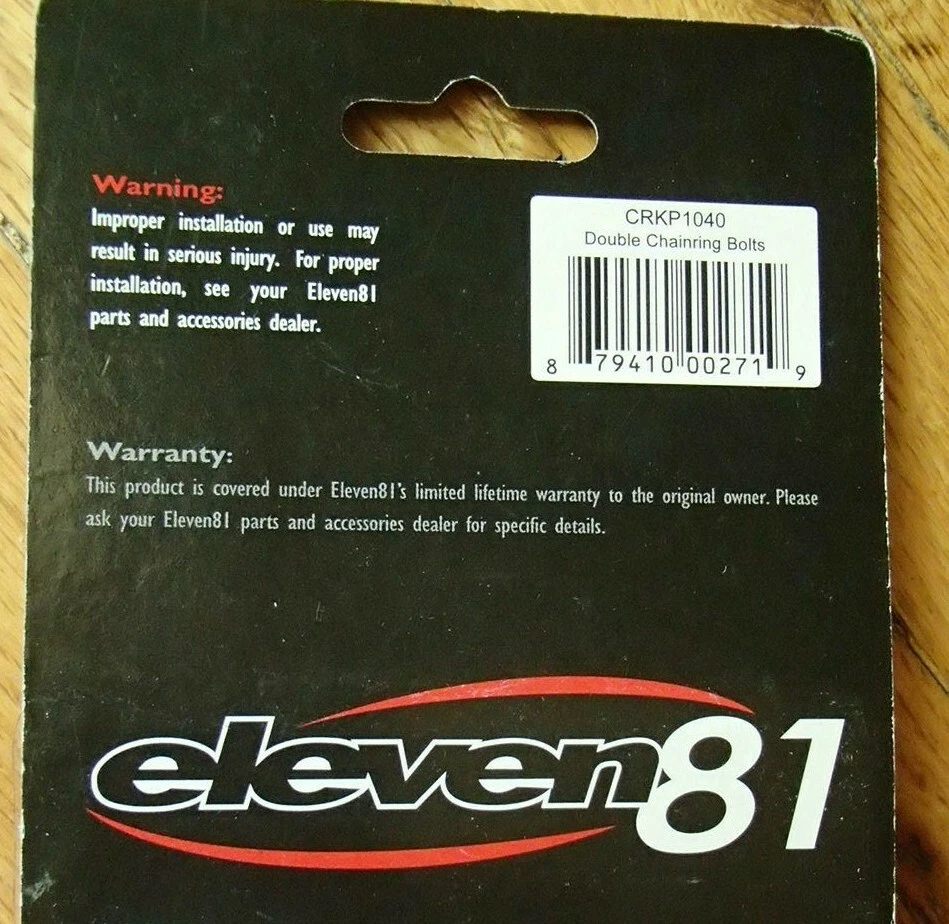 Warning:
Improper installation or use may
result in serious injury. For proper
installation, see your Eleven81
parts and accessories dealer.
CRKP1040
Double Chainring Bolts
8 79410 00271 9
Warranty:
This product is covered under Eleven81's limited lifetime warranty to the original owner. Please
ask your Eleven81 parts and accessories dealer for specific details.
eleven81